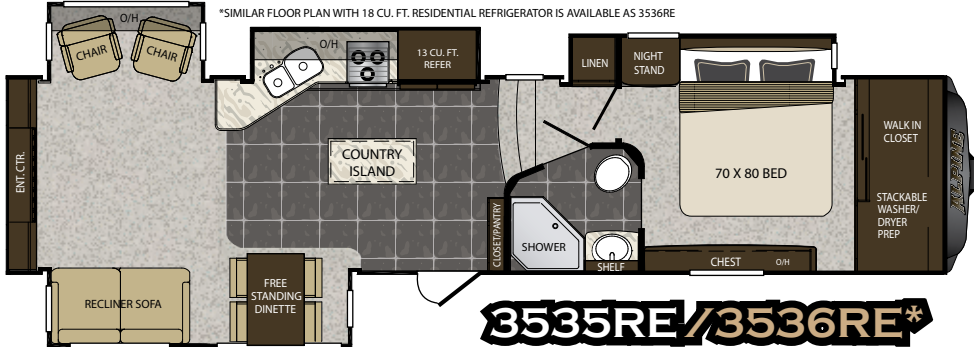 *SIMILAR FLOOR PLAN WITH 18 CU. FT. RESIDENTIAL REFRIGERATOR IS AVAILABLE AS 3536RE
O/H
CHAIR
CHAIR
O/H
13 CU. FT.
REFER
LINEN
NIGHT
STAND
ENT. CTR.
COUNTRY
ISLAND
70 X 80 BED
WALK IN
CLOSET
STACKABLE
WASHER/
DRYER
PREP
ALPINE
CLOSET/PANTRY
SHOWER
SHELF
CHEST
O/H
RECLINER SOFA
FREE
STANDING
DINETTE
3535RE/3536RE*